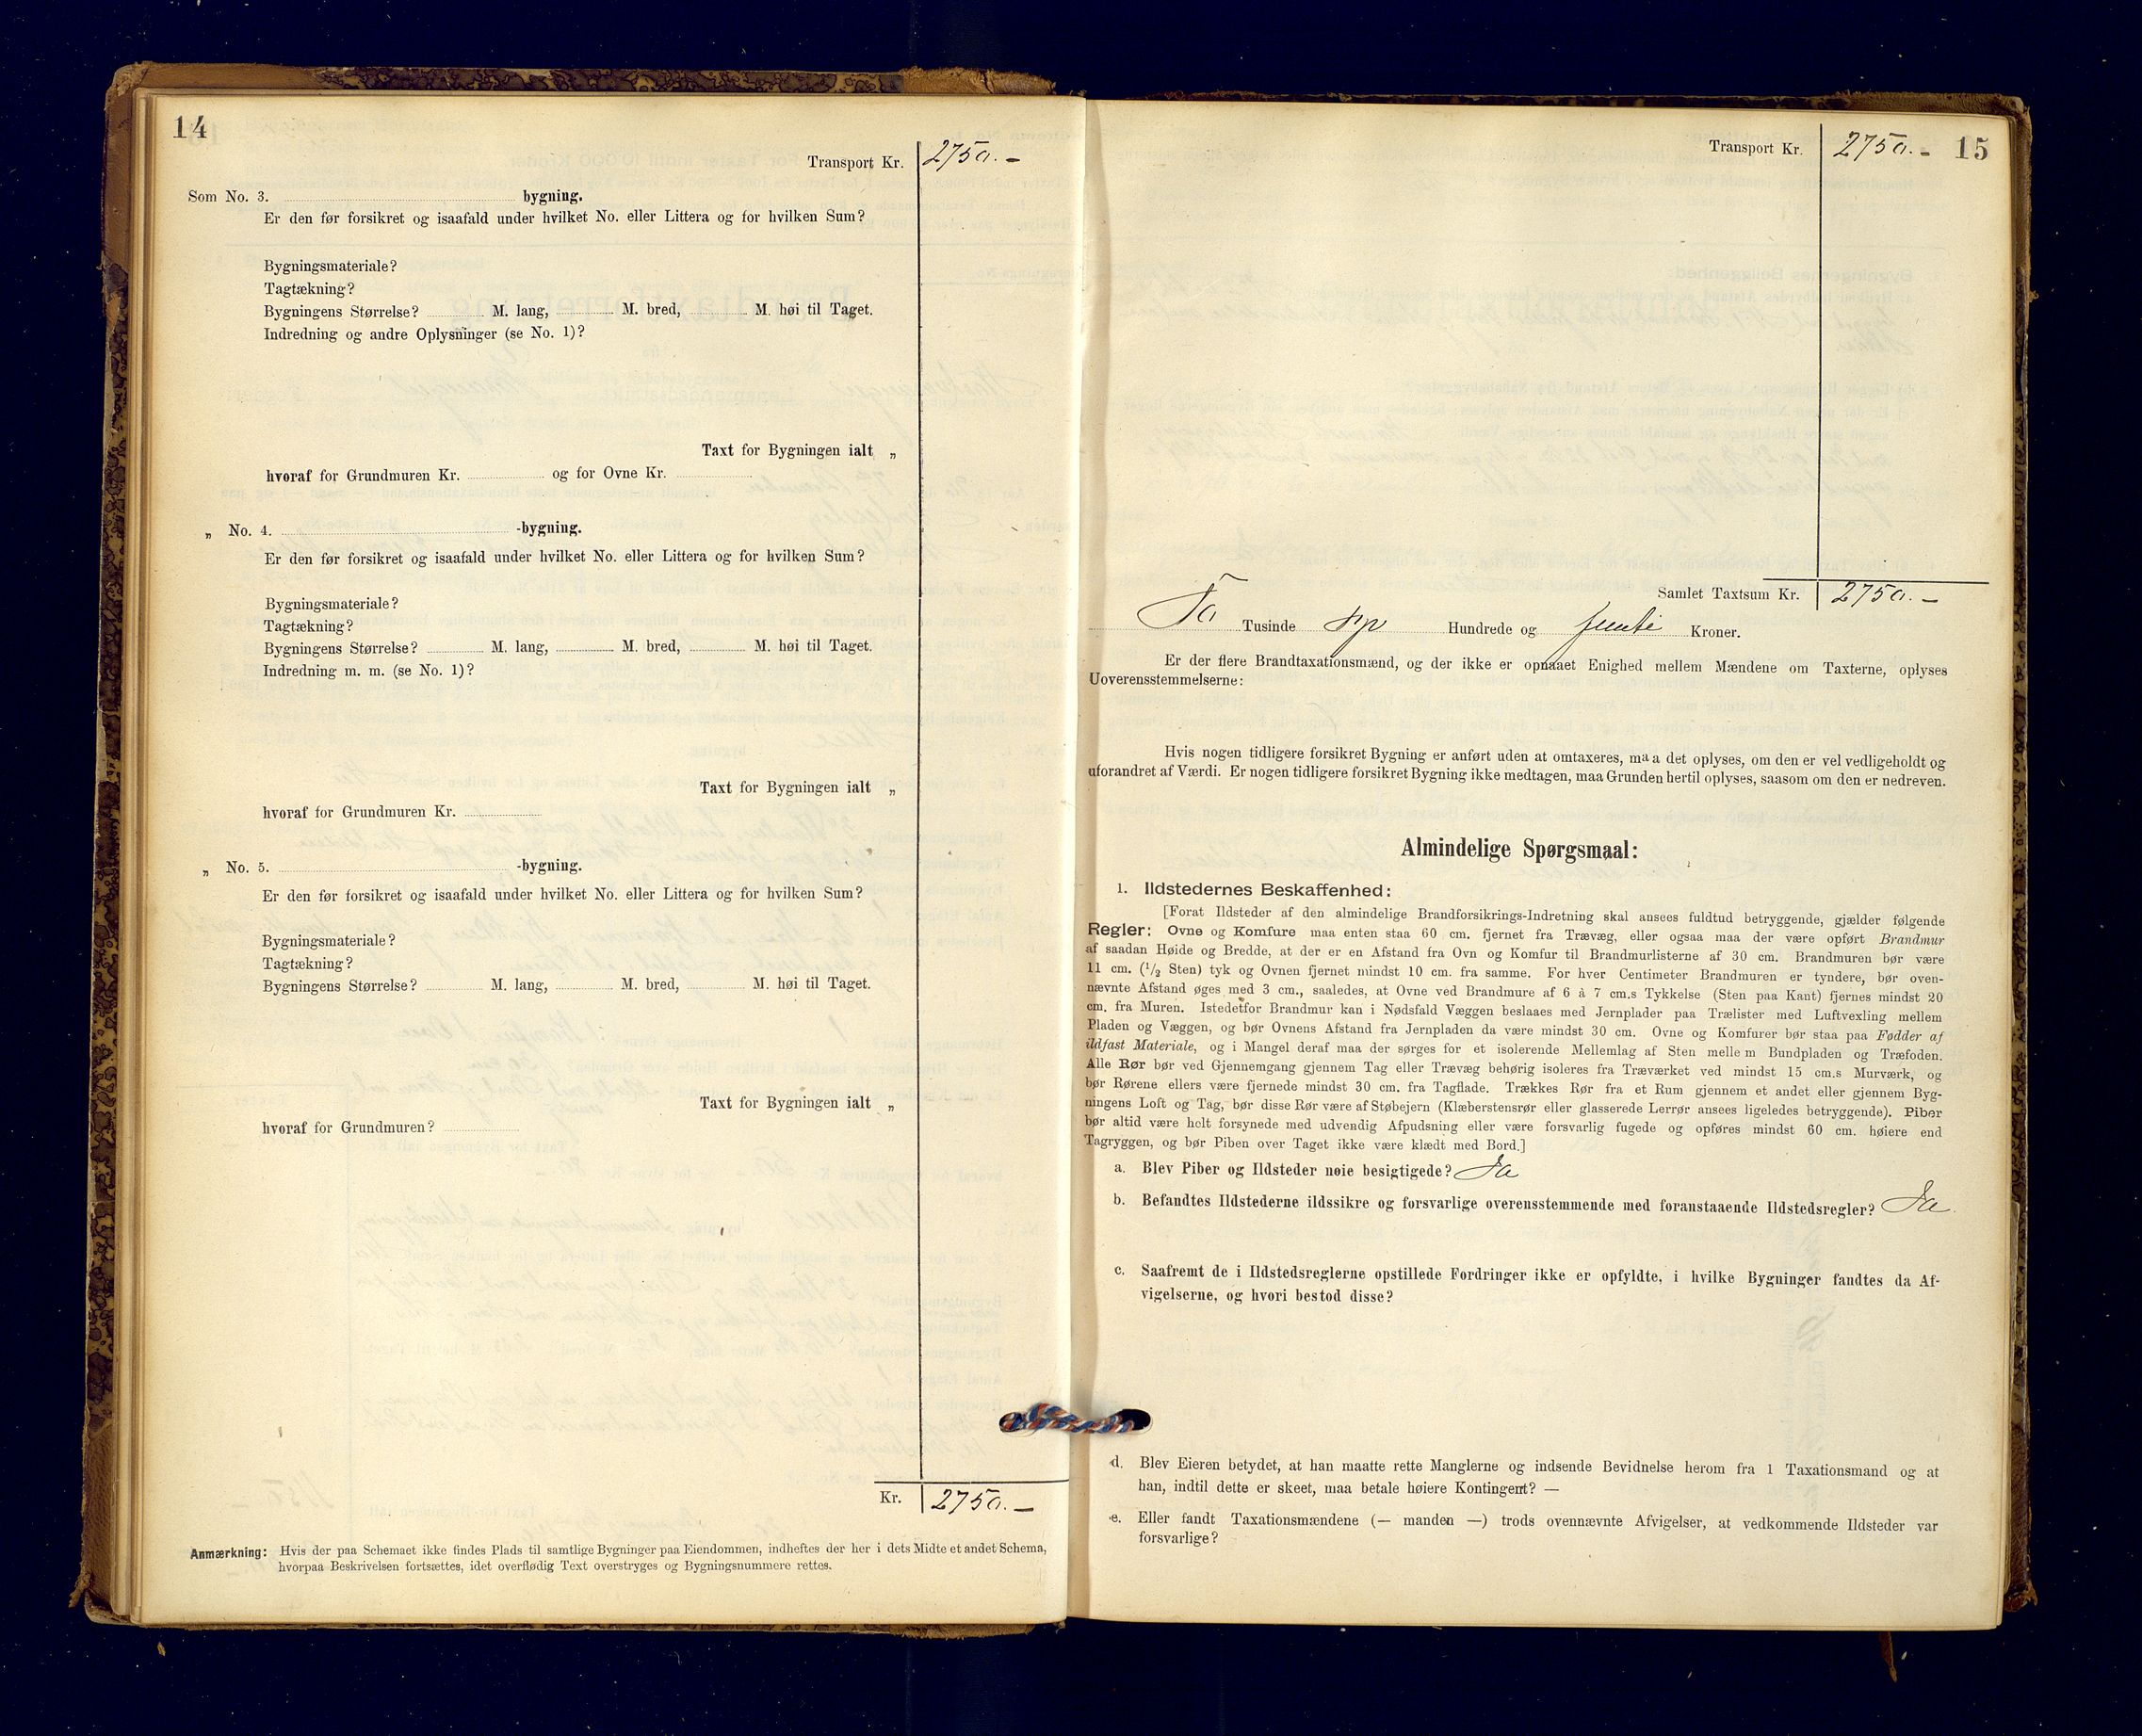 14
Transport Kr. 2750.-
Som No. 3. bygning.
Er den før forsikret og isaafald under hvilket No. eller Littera og for hvilken Sum?
Bygningsmateriale?
Tagtækning?
Bygningens Størrelse? M. lang, M. bred, M. høi til Taget.
Indredning og andre Oplysninger (se No. 1)?
Taxt for Bygningen ialt „
hvoraf for Grundmuren Kr. og for Ovne Kr.
„ No. 4. -bygning.
Er den før forsikret og isaafald under hvilket No. eller Littera og for hvilken Sum?
Bygningsmateriale?
Tagtækning?
Bygningens Størrelse? M. lang, M. bred, M. høi til Taget.
Indredning m. m. (se No. 1)?
Taxt for Bygningen ialt „
hvoraf for Grundmuren Kr.
„ No. 5. -bygning.
Er den før forsikret og isaafald under hvilket No. eller Littera og for hvilken Sum?
Bygningsmateriale?
Tagtækning?
Bygningens Størrelse? M. lang, M. bred, M. høi til Taget.
Taxt for Bygningen ialt „
hvoraf for Grundmuren?
Kr. 2750.-
Anmærkning: Hvis der paa Schemaet ikke findes Plads til samtlige Bygninger paa Eiendommen, indheftes der her i dets Midte et andet Schema,
hvorpaa Beskrivelsen fortsættes, idet overflødig Text overstryges og Bygningsnummere rettes.
Transport Kr. 2750.- 15
Samlet Taxtsum Kr. 2750.-
To Tusinde syv Hundrede og femti Kroner.
Er der flere Brandtaxationsmænd, og der ikke er opnaaet Enighed mellem Mændene om Taxterne, oplyses
Uoverensstemmelserne:
Hvis nogen tidligere forsikret Bygning er anført uden at omtaxeres, maa det oplyses, om den er vel vedligeholdt og
uforandret af Værdi. Er nogen tidligere forsikret Bygning ikke medtagen, maa Grunden hertil oplyses, saasom om den er nedreven.
Almindelige Spørgsmaal:
1. Ildstedernes Beskaffenhed:
[Forat Ildsteder af den almindelige Brandforsikrings-Indretning skal ansees fuldtud betryggende, gjælder følgende
Regler: Ovne og Komfure maa enten staa 60 cm. fjernet fra Trævæg, eller ogsaa maa der være opført Brandmur
af saadan Høide og Bredde, at der er en Afstand fra Ovn og Komfur til Brandmurlisterne af 30 cm. Brandmuren bør være
11 cm. (1/2 Sten) tyk og Ovnen fjernet mindst 10 cm. fra samme. For hver Centimeter Brandmuren er tyndere, bør oven-
nævnte Afstand øges med 3 cm., saaledes, at Ovne ved Brandmure af 6 à 7 cm.s Tykkelse (Sten paa Kant) fjernes mindst 20
cm. fra Muren. Istedetfor Brandmur kan i Nødsfald Væggen beslaaes med Jernplader paa Trælister med Luftvexling mellem
Pladen og Væggen, og bør Ovnens Afstand fra Jernpladen da være mindst 30 cm. Ovne og Komfurer bør staa paa Fødder af
ildfast Materiale, og i Mangel deraf maa der sørges for et isolerende Mellemlag af Sten mellem Bundpladen og Træfoden.
Alle Rør bør ved Gjennemgang gjennem Tag eller Trævæg behørig isoleres fra Træværket ved mindst 15 cm.s Murværk, og
bør Rørene ellers være fjernede mindst 30 cm. fra Tagflade. Trækkes Rør fra et Rum gjennem et andet eller gjennem Byg-
ningens Loft og Tag, bør disse Rør være af Støbejern (Klæberstensrør eller glasserede Lerrør ansees ligeledes betryggende). Piber
bør altid være helt forsynede med udvendig Afpudsning eller være forsvarlig fugede og opføres mindst 60 cm. høiere end
Tagryggen, og bør Piben over Taget ikke være klædt med Bord.]
a. Blev Piber og Ildsteder nøie besigtigede? Ja
b. Befandtes Ildstederne ildssikre og forsvarlige overensstemmende med foranstaaende Ildstedsregler? Ja.
c. Saafremt de i Ildstedsreglerne opstillede Fordringer ikke er opfyldte, i hvilke Bygninger fandtes da Af-
vigelserne, og hvori bestod disse?
d. Blev Eieren betydet, at han maatte rette Manglerne og indsende Bevidnelse herom fra 1 Taxationsmand og at
han, indtil dette er skeet, maa betale høiere Kontingent? —
e. Eller fandt Taxationsmændene (— manden —) trods ovennævnte Afvigelser, at vedkommende Ildsteder var
forsvarlige?